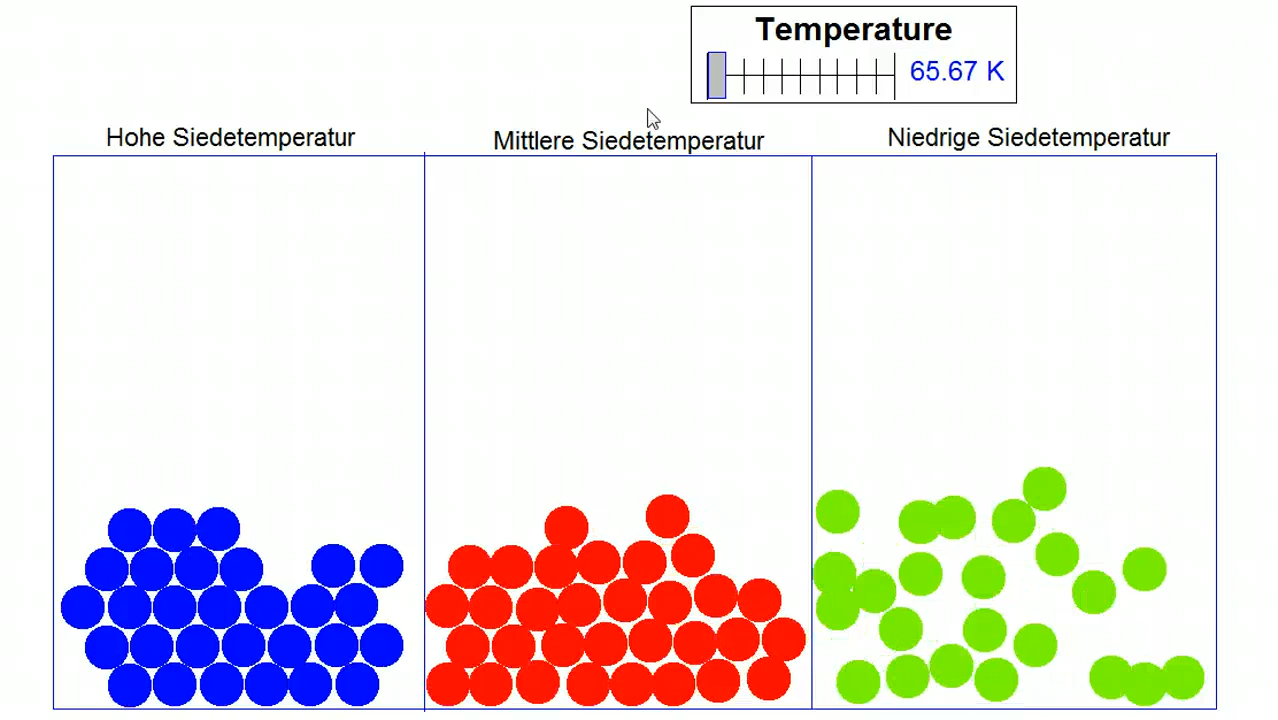 Temperature
65.67 K
Hohe Siedetemperatur
Mittlere Siedetemperatur
Niedrige Siedetemperatur